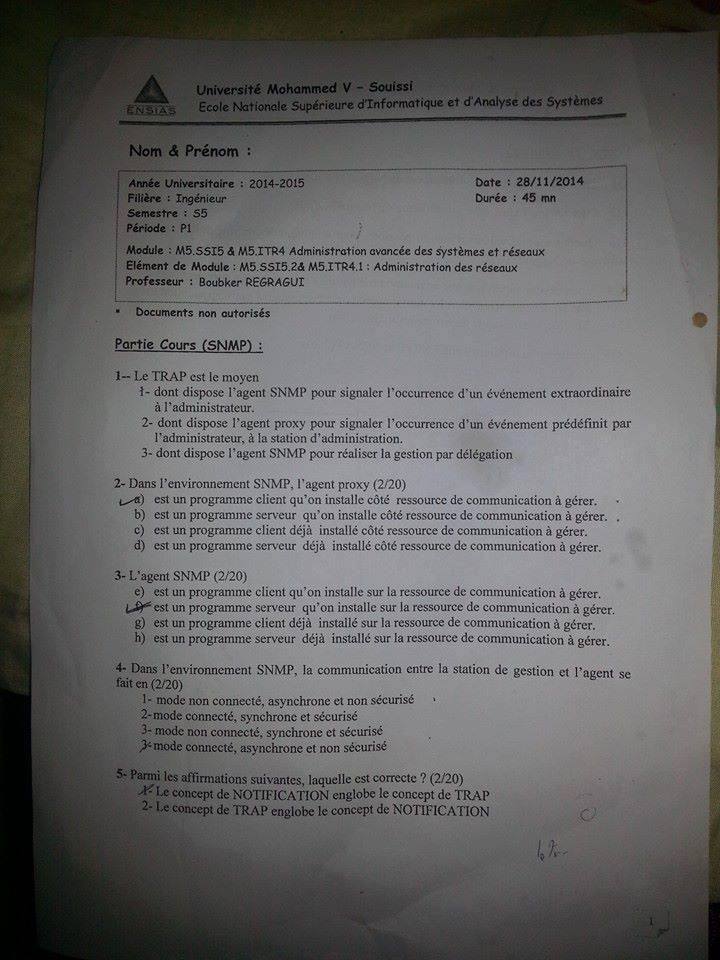 ENSIAS
Université Mohammed V – Souissi
Ecole Nationale Supérieure d'Informatique et d'Analyse des Systèmes
Nom & Prénom :
Année Universitaire : 2014-2015
Date : 28/11/2014
Filière : Ingénieur
Durée : 45 mn
Semestre : S5
Période : P1
Module : M5.SSI5 & M5.ITR4 Administration avancée des systèmes et réseaux
Elément de Module : M5.SSI5.2& M5.ITR4.1 : Administration des réseaux
Professeur : Boubker REGRAGUI
▪ Documents non autorisés
Partie Cours (SNMP) :
1-- Le TRAP est le moyen
1- dont dispose l'agent SNMP pour signaler l'occurrence d'un événement extraordinaire
à l'administrateur.
2- dont dispose l'agent proxy pour signaler l'occurrence d'un événement prédéfinit par
l'administrateur, à la station d'administration.
3- dont dispose l'agent SNMP pour réaliser la gestion par délégation
2- Dans l'environnement SNMP, l'agent proxy (2/20)
a) est un programme client qu'on installe côté ressource de communication à gérer.
b) est un programme serveur qu'on installe côté ressource de communication à gérer.
c) est un programme client déjà installé côté ressource de communication à gérer.
d) est un programme serveur déjà installé côté ressource de communication à gérer.
3- L'agent SNMP (2/20)
e) est un programme client qu'on installe sur la ressource de communication à gérer.
est un programme serveur qu'on installe sur la ressource de communication à gérer.
g) est un programme client déjà installé sur la ressource de communication à gérer.
h) est un programme serveur déjà installé sur la ressource de communication à gérer.
4- Dans l'environnement SNMP, la communication entre la station de gestion et l'agent se
fait en (2/20)
1- mode non connecté, asynchrone et non sécurisé
2- mode connecté, synchrone et sécurisé
3- mode non connecté, synchrone et sécurisé
3- mode connecté, asynchrone et non sécurisé
5- Parmi les affirmations suivantes, laquelle est correcte ? (2/20)
1- Le concept de NOTIFICATION englobe le concept de TRAP
2- Le concept de TRAP englobe le concept de NOTIFICATION
1